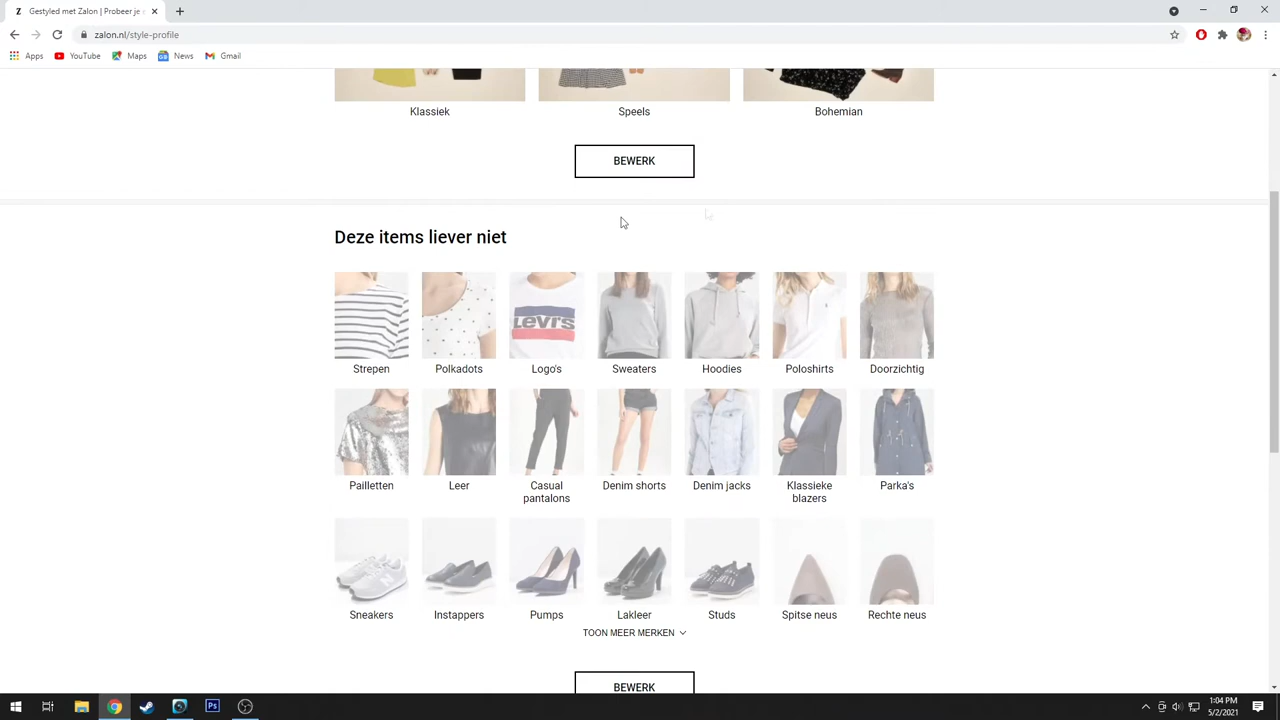 Gestyled met Zalon | Probeer je s
zalon.nl/style-profile
Apps YouTube Maps News Gmail
Klassiek Speels Bohemian
BEWERK
Deze items liever niet
Levi's
Strepen Polkadots Logo's Sweaters Hoodies Poloshirts Doorzichtig
Pailletten Leer Casual pantalons Denim shorts Denim jacks Klassieke blazers Parka's
Sneakers Instappers Pumps Lakleer Studs Spitse neus Rechte neus
TOON MEER MERKEN
BEWERK
1:04 PM
5/2/2021